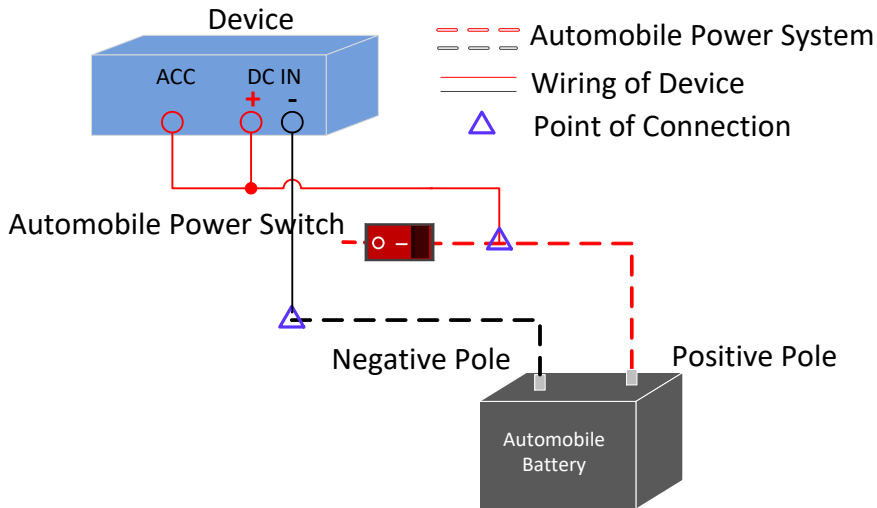 Device
ACC
DC IN
+
-
Automobile Power System
Wiring of Device
Point of Connection
Automobile Power Switch
Negative Pole
Positive Pole
Automobile
Battery